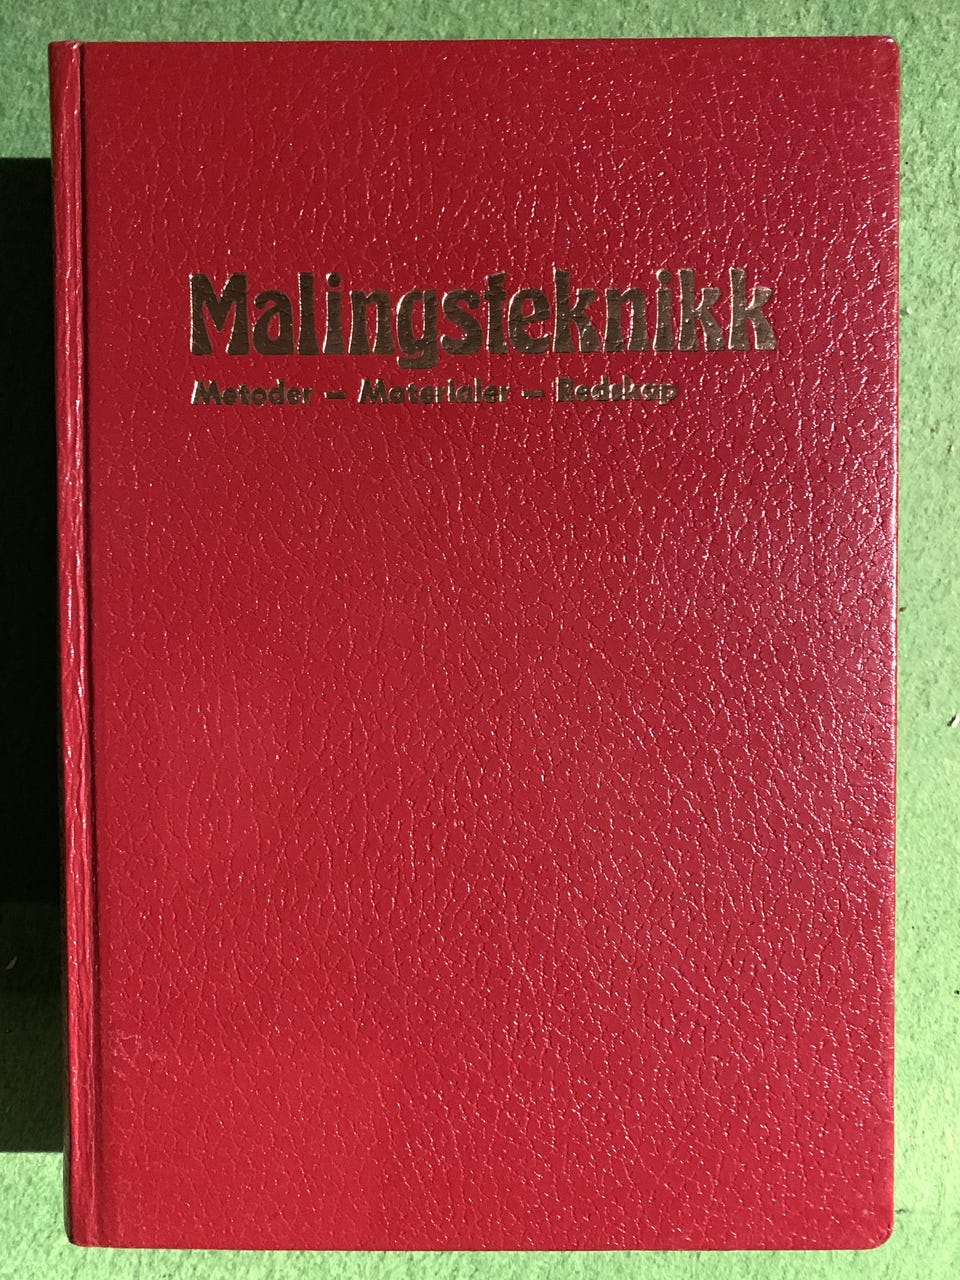 Malingsteknikk
Metoder – Materialer – Redskap